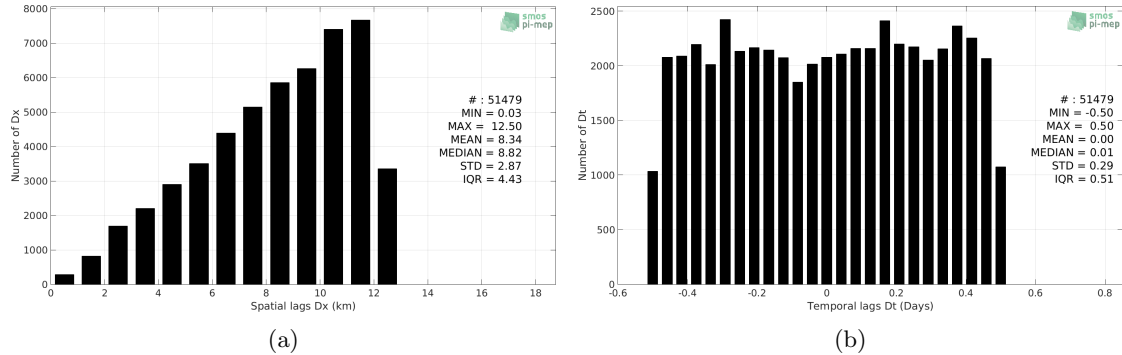 8000
7000
6000
5000
4000
3000
2000
1000
0
Number of Dx
0 2 4 6 8 10 12 14 16 18
Spatial lags Dx (km)
smos
pi-mep
# : 51479
MIN = 0.03
MAX = 12.50
MEAN = 8.34
MEDIAN = 8.82
STD = 2.87
IQR = 4.43
(a)
2500
2000
1500
1000
500
0
Number of Dt
-0.6 -0.4 -0.2 0 0.2 0.4 0.6 0.8
Temporal lags Dt (Days)
smos
pi-mep
# : 51479
MIN = -0.50
MAX = 0.50
MEAN = 0.00
MEDIAN = 0.01
STD = 0.29
IQR = 0.51
(b)